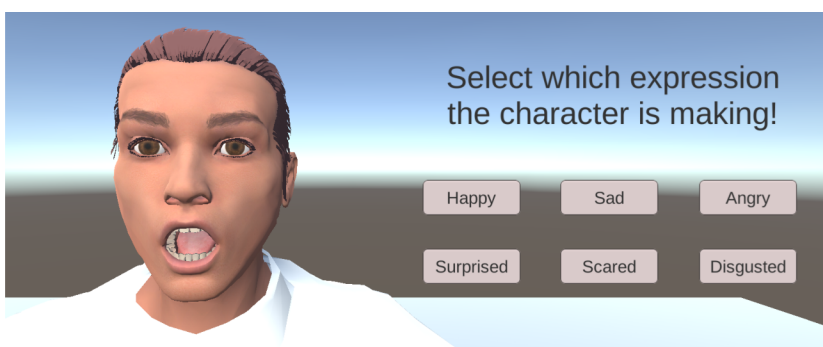 Select which expression
the character is making!
Happy Sad Angry
Surprised Scared Disgusted